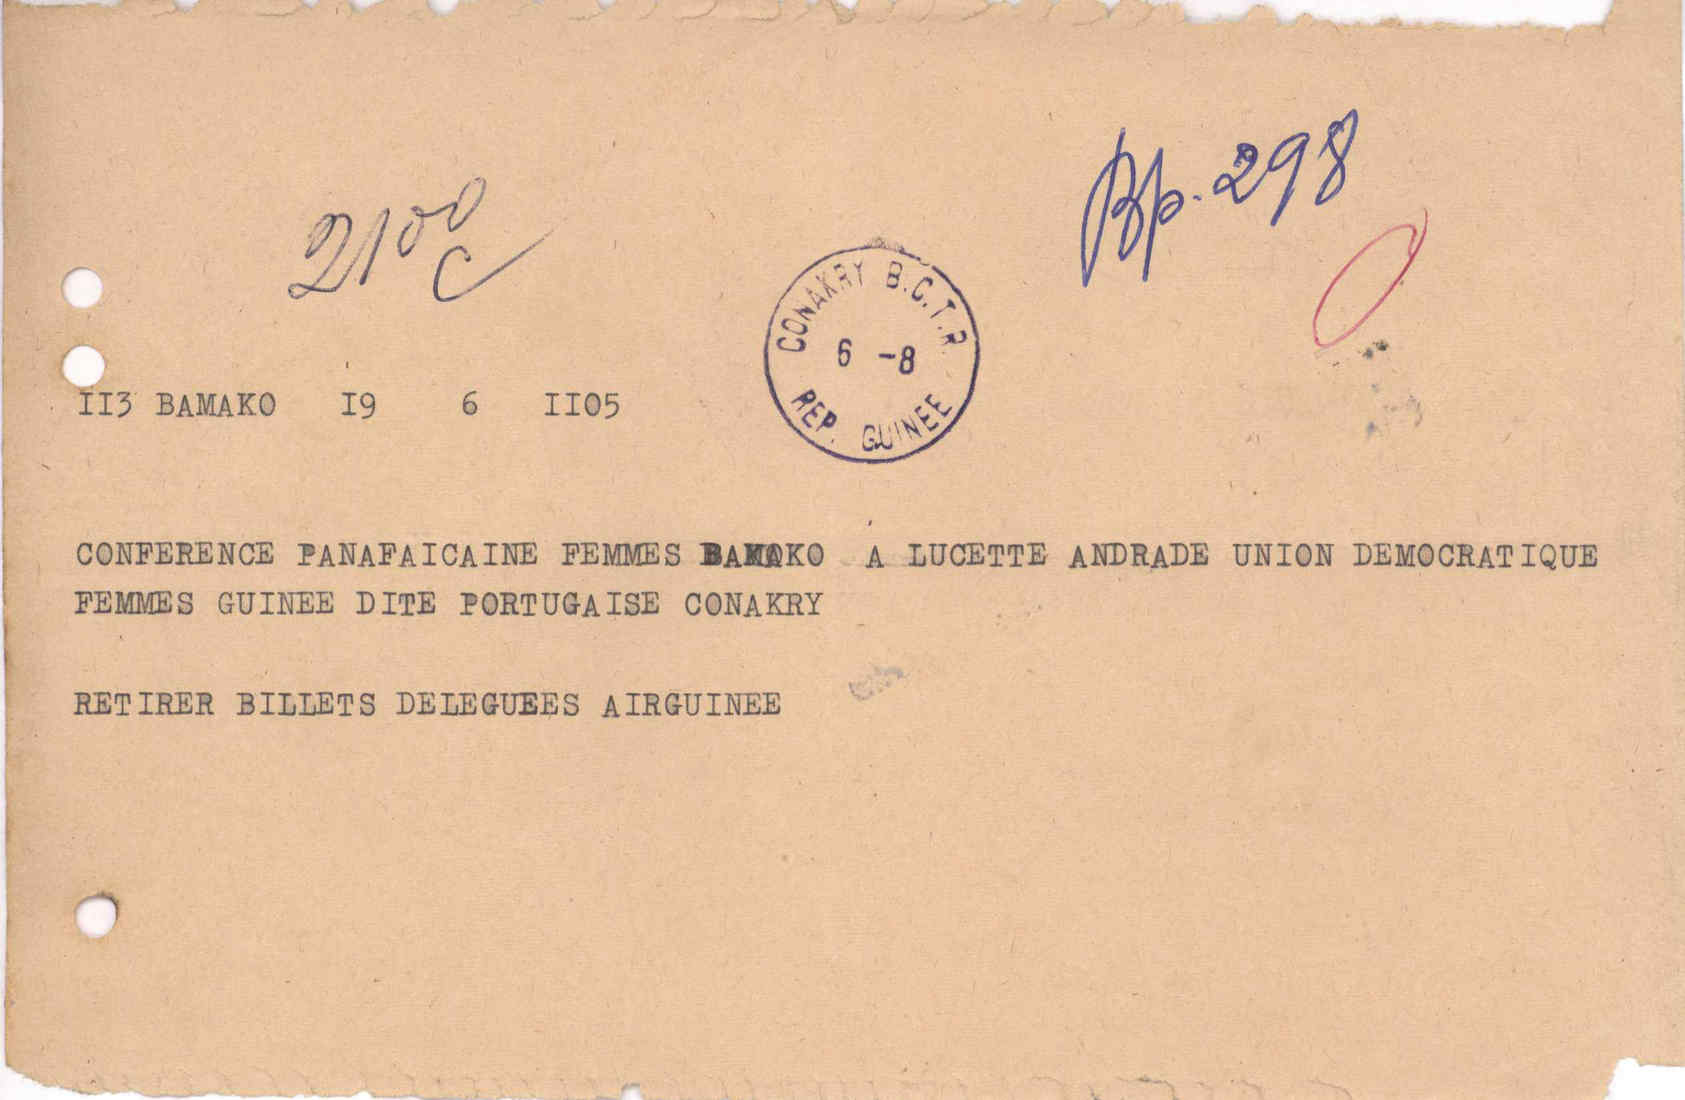 Bp. 298
2100
C
CONAKRY B.C.T.R.
6 -8
REP. GUINEE
II3 BAMAKO I9 6 II05
CONFERENCE PANAFAICAINE FEMMES BAMAKO A LUCETTE ANDRADE UNION DEMOCRATIQUE
FEMMES GUINEE DITE PORTUGAISE CONAKRY
RETIRER BILLETS DELEGUEES AIRGUINEE